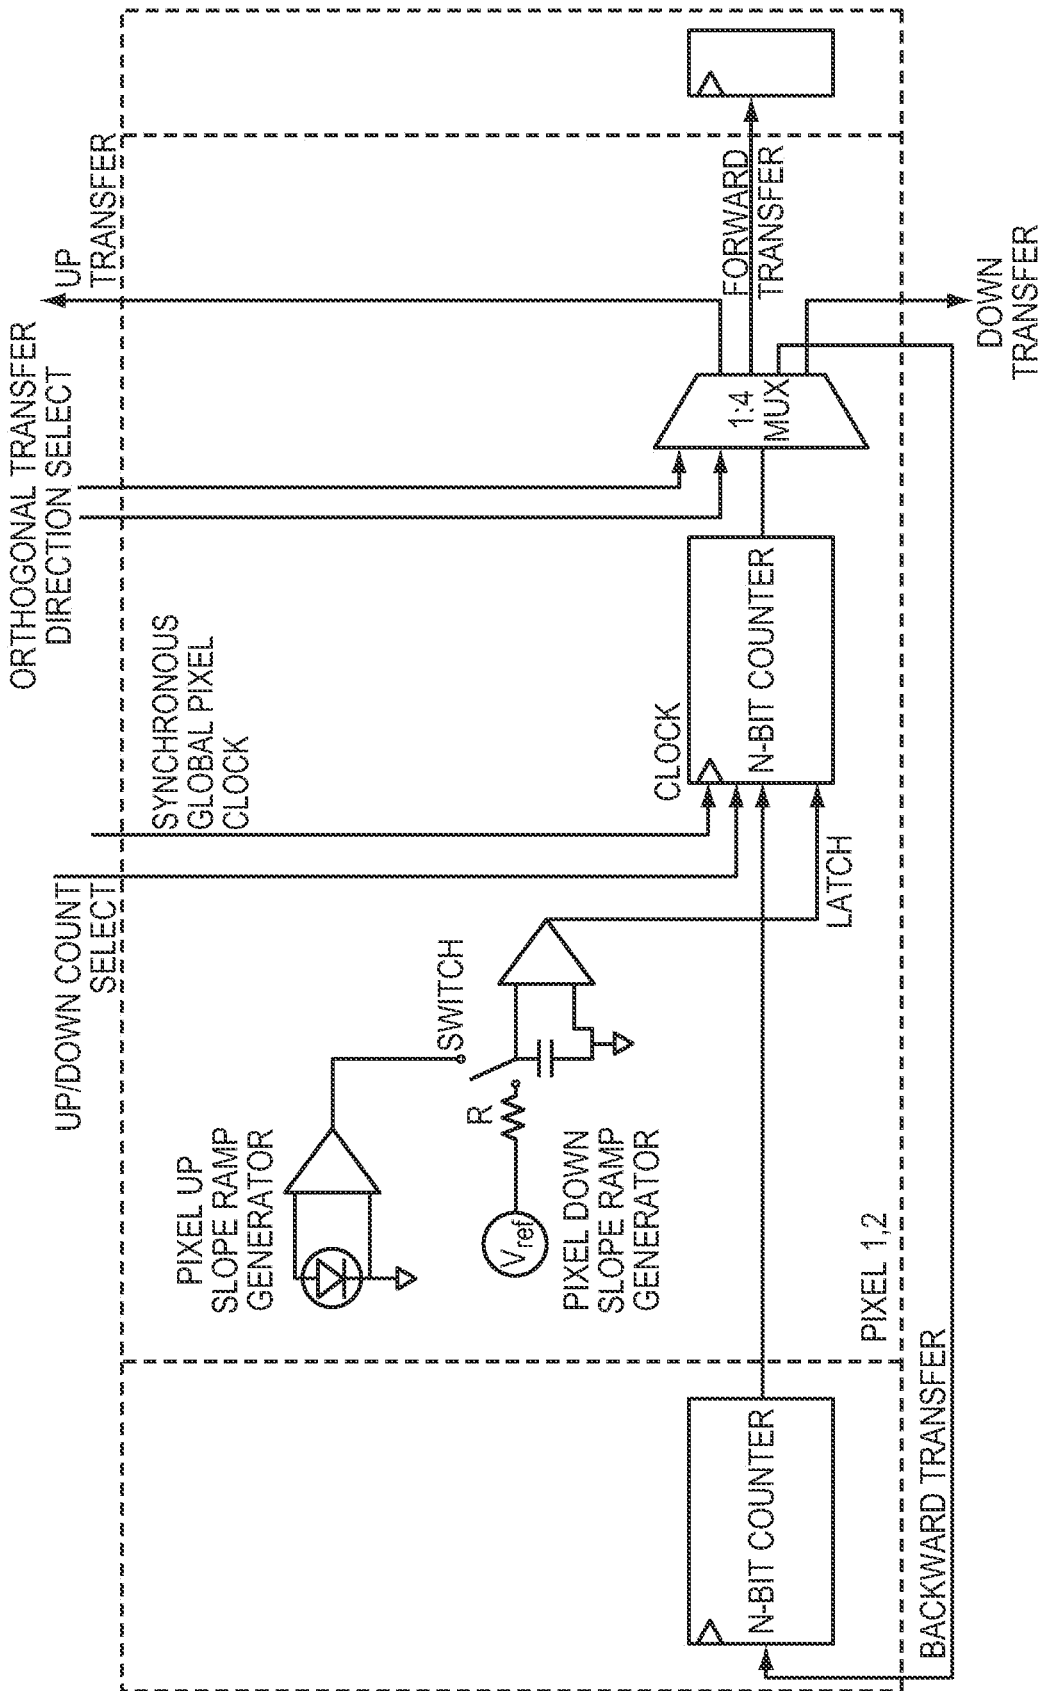 ORTHOGONAL TRANSFER
DIRECTION SELECT
UP
TRANSFER
UP/DOWN COUNT
SELECT
SYNCHRONOUS
GLOBAL PIXEL
CLOCK
PIXEL UP
SLOPE RAMP
GENERATOR
SWITCH
R
Vref
PIXEL DOWN
SLOPE RAMP
GENERATOR
CLOCK
N-BIT COUNTER
LATCH
1:4
MUX
FORWARD
TRANSFER
N-BIT COUNTER
PIXEL 1,2
BACKWARD TRANSFER
DOWN
TRANSFER